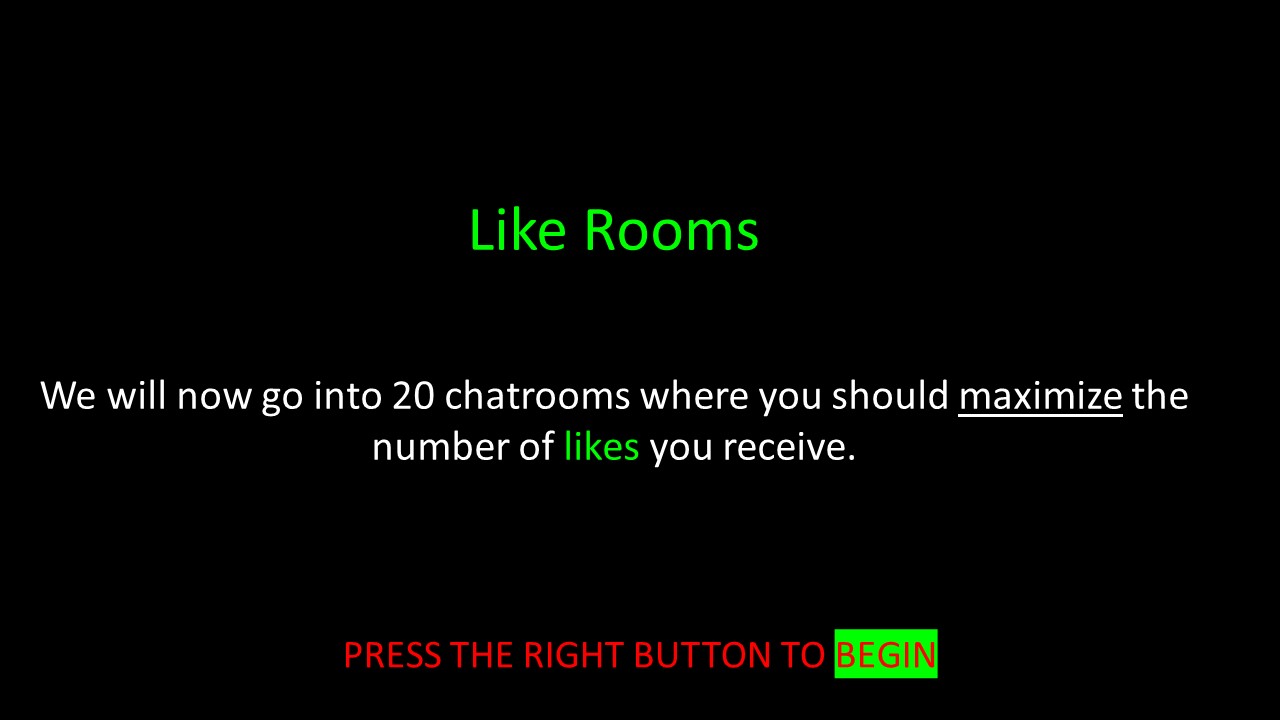 Like Rooms
We will now go into 20 chatrooms where you should maximize the
number of likes you receive.
PRESS THE RIGHT BUTTON TO BEGIN